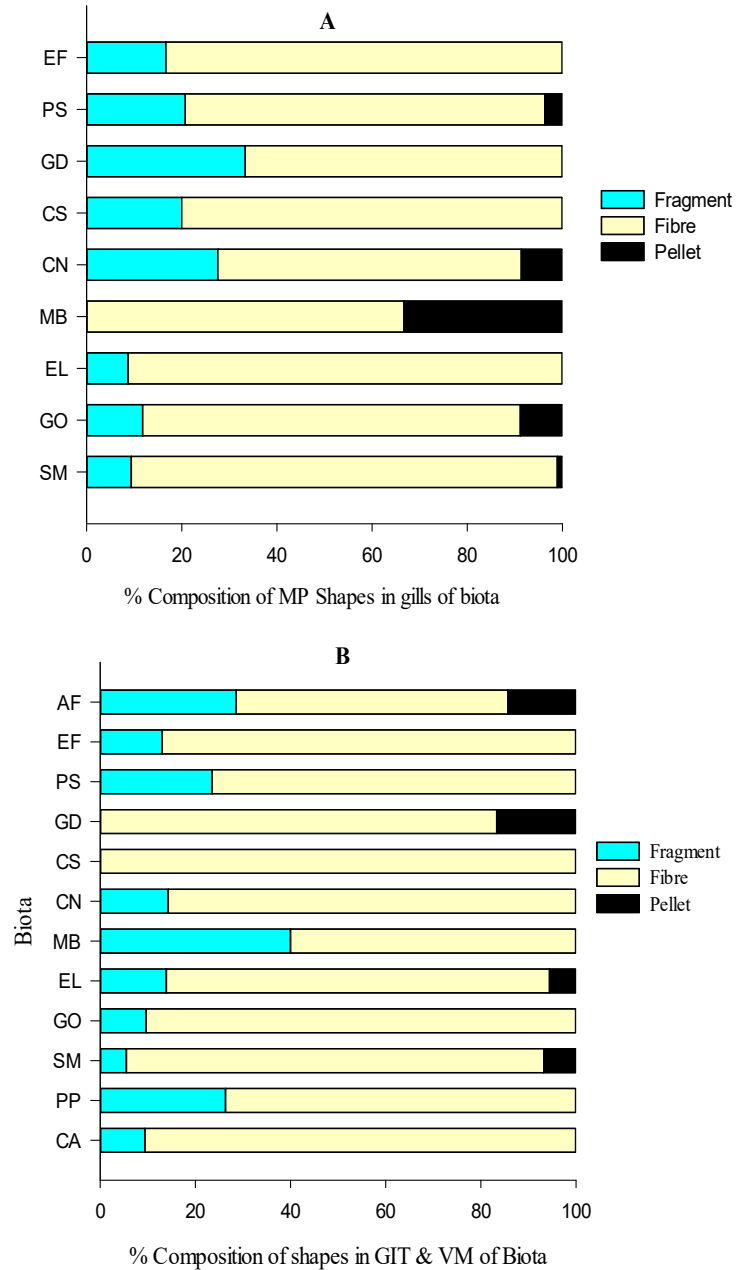 A
EF
PS
GD
CS
CN
MB
EL
GO
SM
0 20 40 60 80 100
% Composition of MP Shapes in gills of biota
Fragment
Fibre
Pellet
B
Biota
AF
EF
PS
GD
CS
CN
MB
EL
GO
SM
PP
CA
0 20 40 60 80 100
% Composition of shapes in GIT & VM of Biota
Fragment
Fibre
Pellet